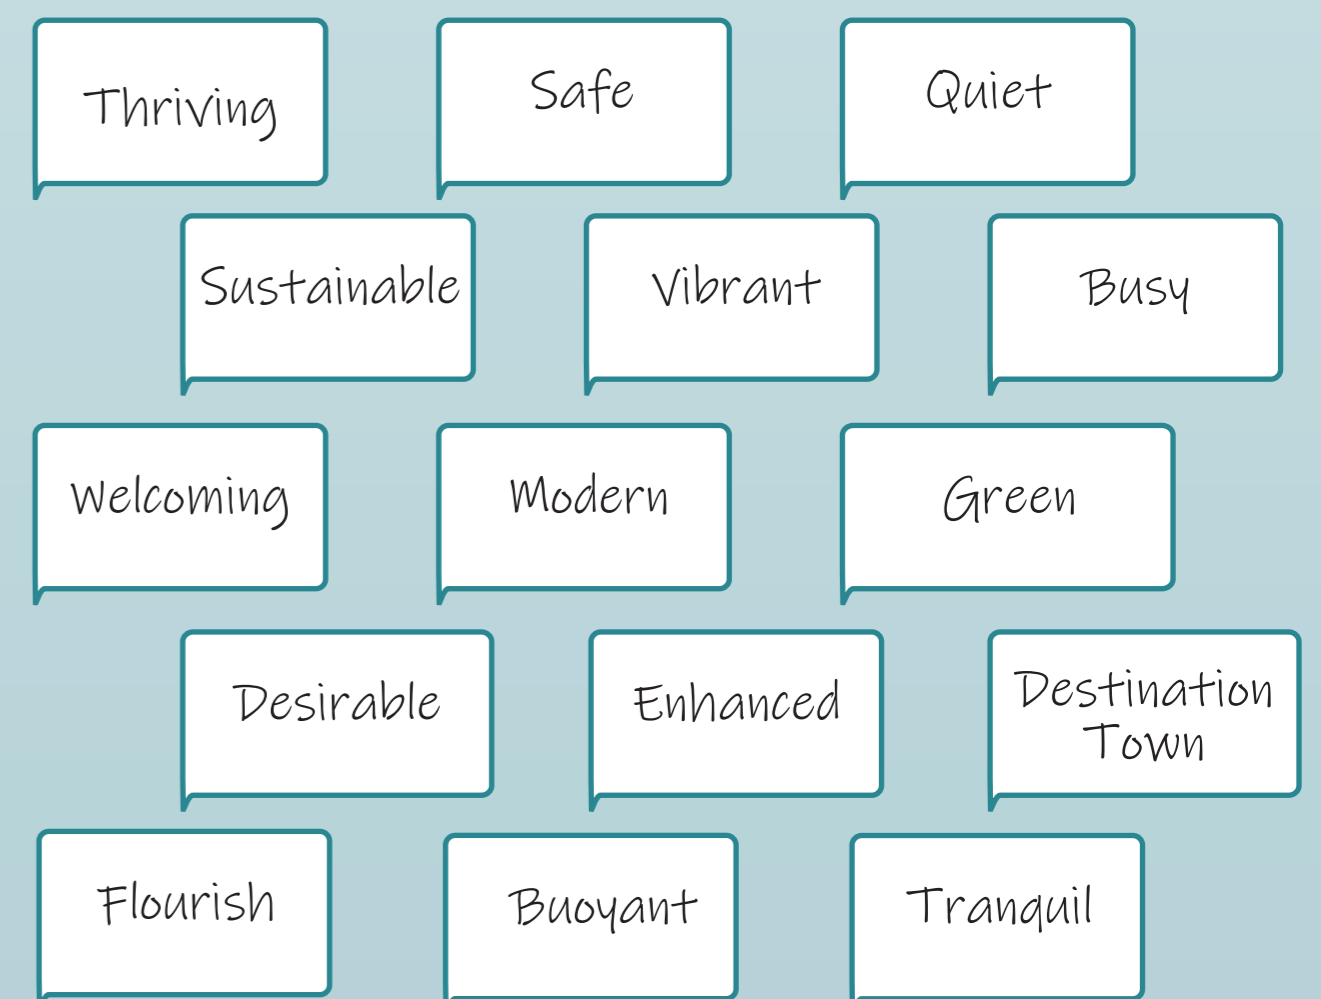 Thriving
Safe
Quiet
Sustainable
Vibrant
Busy
Welcoming
Modern
Green
Desirable
Enhanced
Destination
Town
Flourish
Buoyant
Tranquil